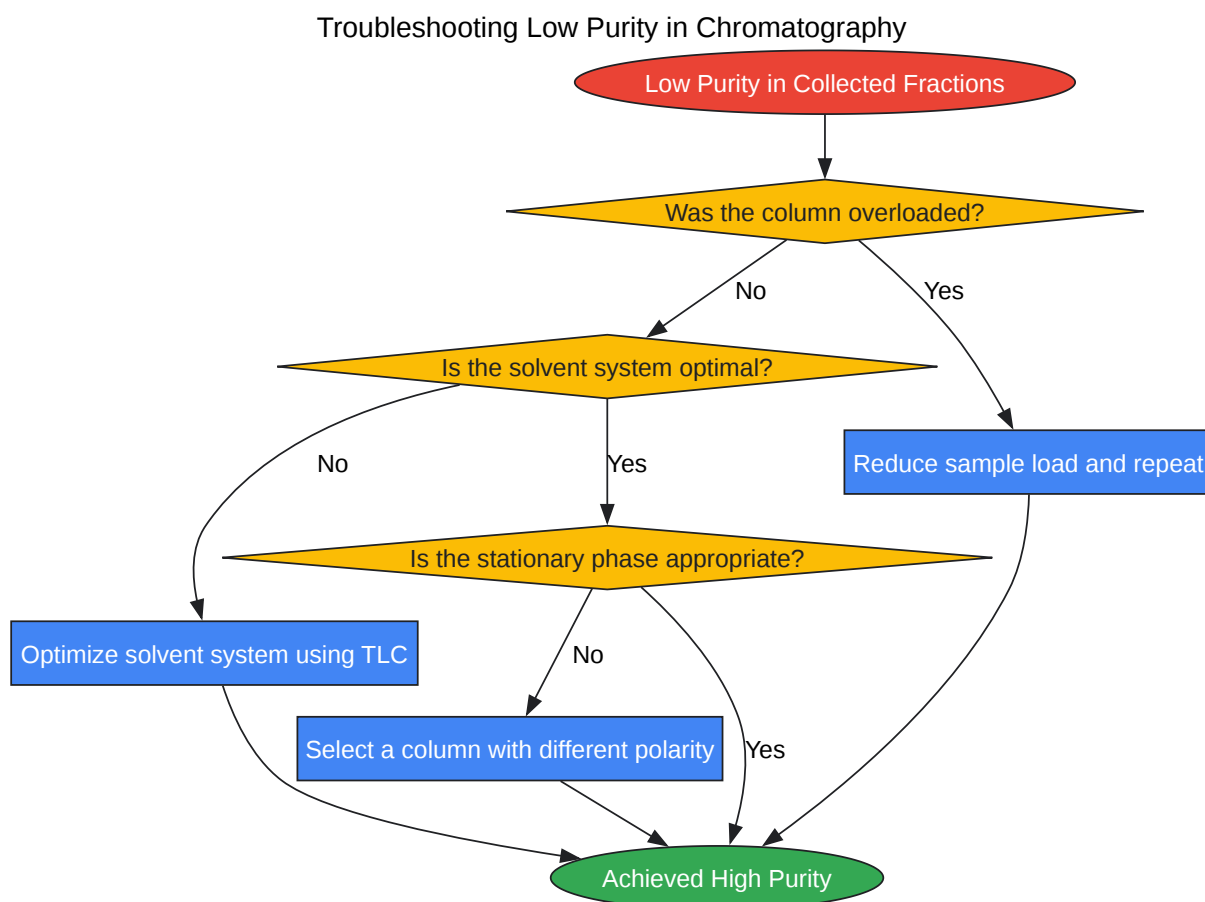 Troubleshooting Low Purity in Chromatography
Low Purity in Collected Fractions
Was the column overloaded?
No
Yes
Is the solvent system optimal?
No
Yes
Reduce sample load and repeat
Is the stationary phase appropriate?
Optimize solvent system using TLC
No
Select a column with different polarity
Yes
Achieved High Purity